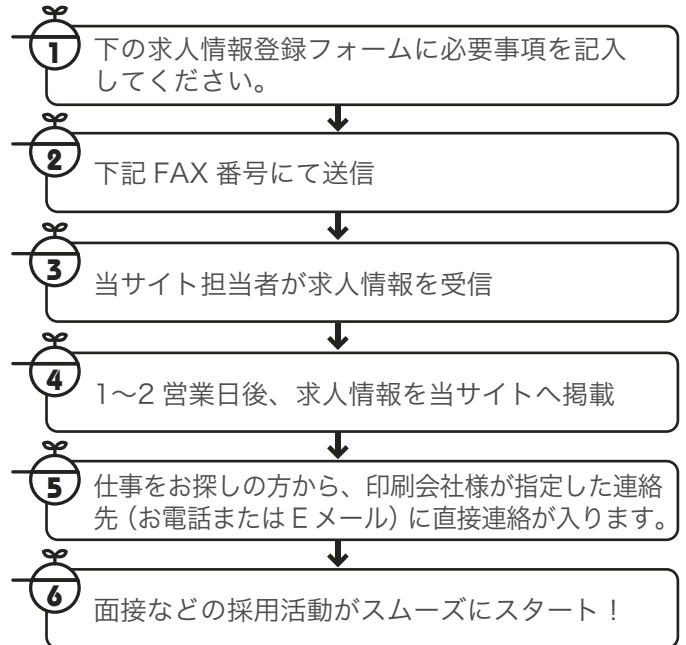 1
下の求人情報登録フォームに必要事項を記入
してください。
2
下記 FAX 番号にて送信
3
当サイト担当者が求人情報を受信
4
1〜2 営業日後、求人情報を当サイトへ掲載
5
仕事をお探しの方から、印刷会社様が指定した連絡
先（お電話または E メール）に直接連絡が入ります。
6
面接などの採用活動がスムーズにスタート！